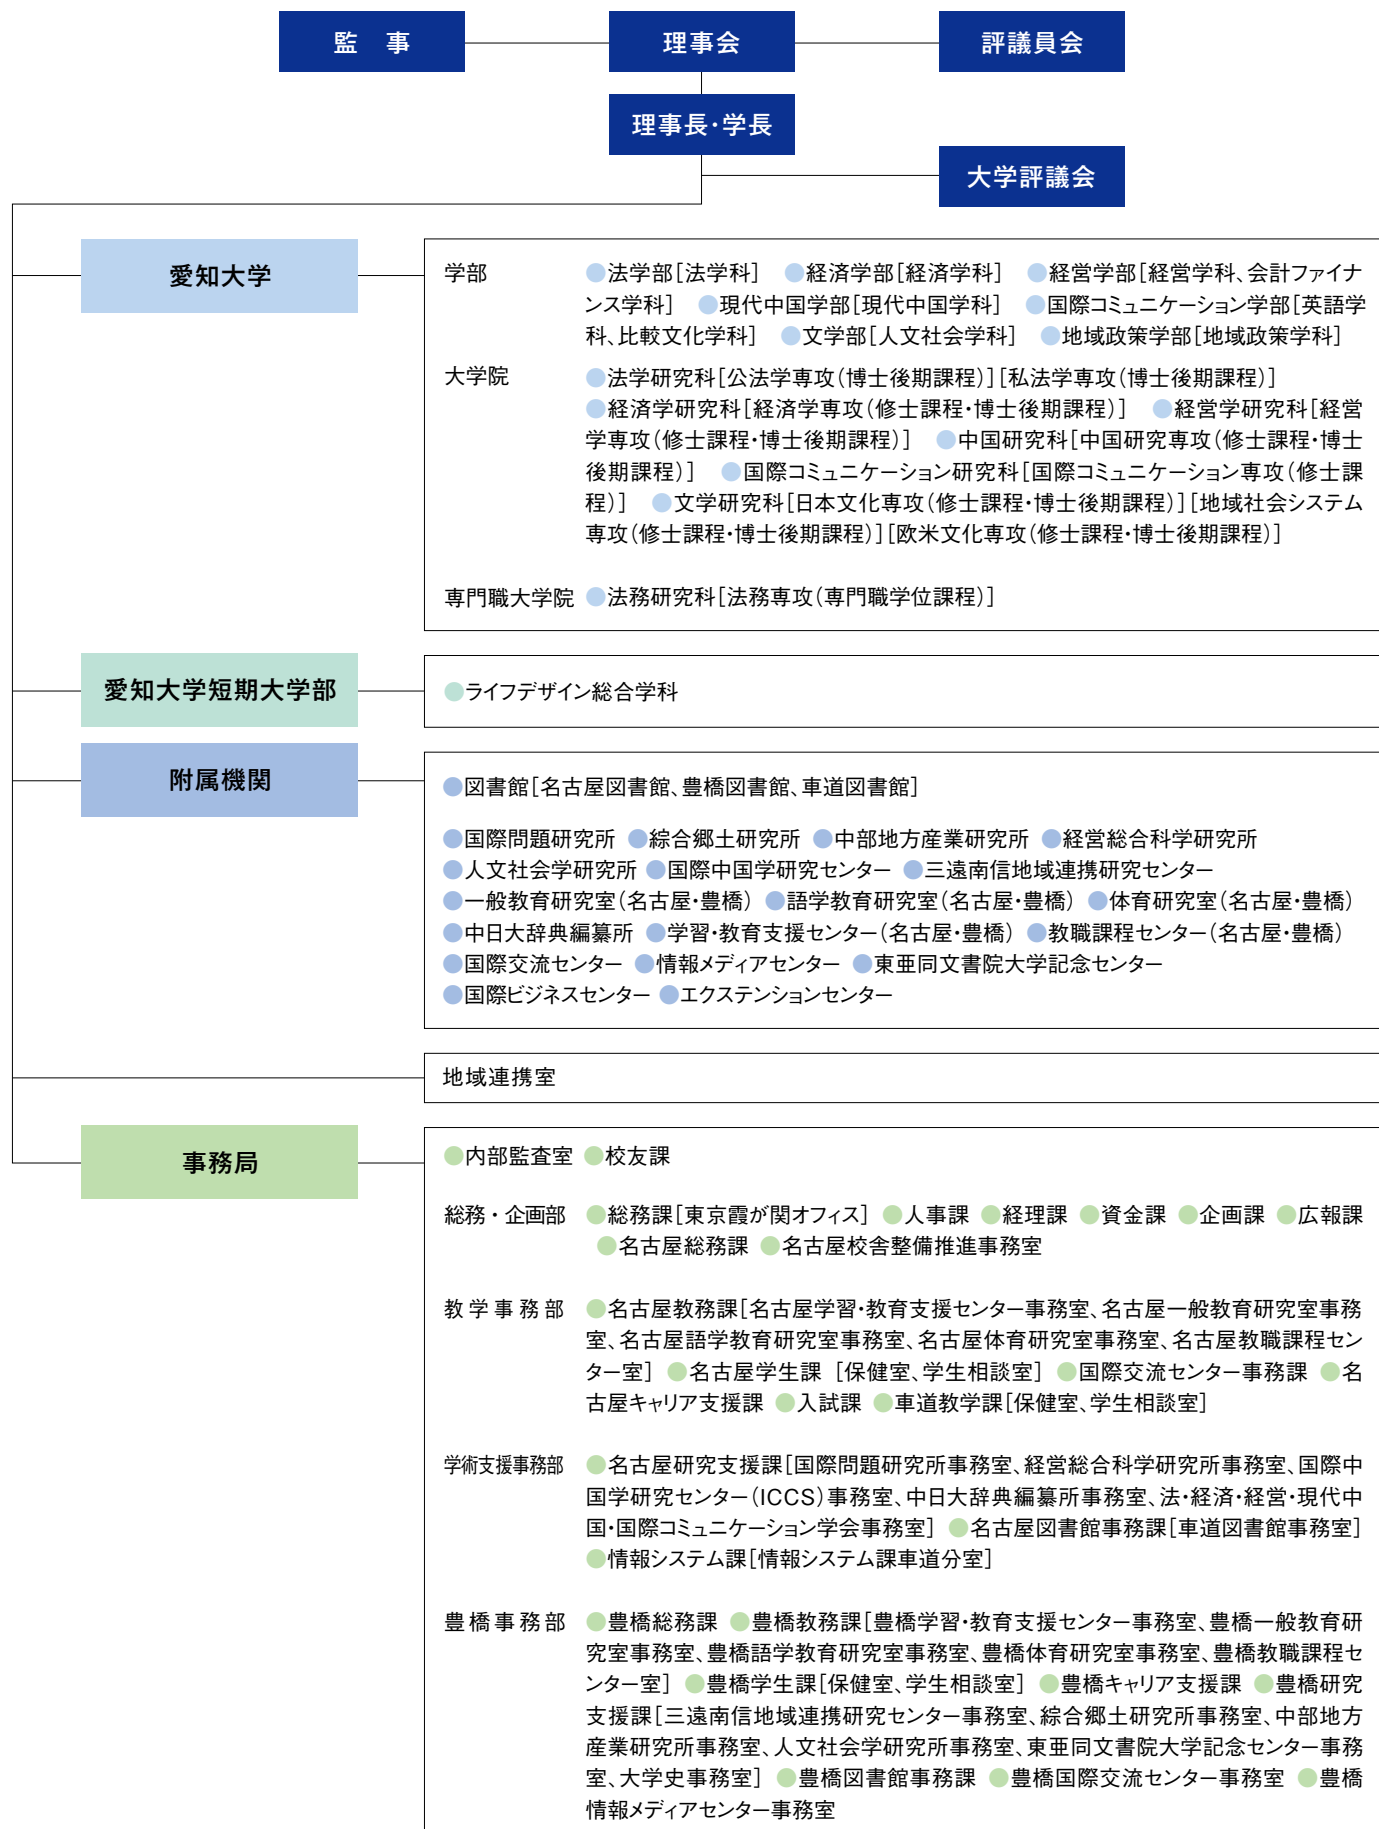 監　事
理事会
評議員会
理事長・学長
大学評議会
愛知大学
学部　●法学部［法学科］　●経済学部［経済学科］　●経営学部［経営学科、会計ファイナ
ンス学科］　●現代中国学部［現代中国学科］　●国際コミュニケーション学部［英語学
科、比較文化学科］　●文学部［人文社会学科］　●地域政策学部［地域政策学科］
大学院　●法学研究科［公法学専攻（博士後期課程）］［私法学専攻（博士後期課程）］
●経済学研究科［経済学専攻（修士課程・博士後期課程）］　●経営学研究科［経営
学専攻（修士課程・博士後期課程）］　●中国研究科［中国研究専攻（修士課程・博士
後期課程）］　●国際コミュニケーション研究科［国際コミュニケーション専攻（修士課
程）］　●文学研究科［日本文化専攻（修士課程・博士後期課程）］［地域社会システム
専攻（修士課程・博士後期課程）］［欧米文化専攻（修士課程・博士後期課程）］
専門職大学院　●法務研究科［法務専攻（専門職学位課程）］
愛知大学短期大学部
●ライフデザイン総合学科
附属機関
●図書館［名古屋図書館、豊橋図書館、車道図書館］
●国際問題研究所　●綜合郷土研究所　●中部地方産業研究所　●経営総合科学研究所
●人文社会学研究所　●国際中国学研究センター　●三遠南信地域連携研究センター
●一般教育研究室（名古屋・豊橋）　●語学教育研究室（名古屋・豊橋）　●体育研究室（名古屋・豊橋）
●中日大辞典編纂所　●学習・教育支援センター（名古屋・豊橋）　●教職課程センター（名古屋・豊橋）
●国際交流センター　●情報メディアセンター　●東亜同文書院大学記念センター
●国際ビジネスセンター　●エクステンションセンター
地域連携室
事務局
●内部監査室　●校友課
総務・企画部　●総務課［東京霞が関オフィス］　●人事課　●経理課　●資金課　●企画課　●広報課
●名古屋総務課　●名古屋校舎整備推進事務室
教学事務部　●名古屋教務課［名古屋学習・教育支援センター事務室、名古屋一般教育研究室事務
室、名古屋語学教育研究室事務室、名古屋体育研究室事務室、名古屋教職課程セン
ター室］　●名古屋学生課　［保健室、学生相談室］　●国際交流センター事務課　●名
古屋キャリア支援課　●入試課　●車道教学課［保健室、学生相談室］
学術支援事務部　●名古屋研究支援課［国際問題研究所事務室、経営総合科学研究所事務室、国際中
国学研究センター（ICCS）事務室、中日大辞典編纂所事務室、法・経済・経営・現代中
国・国際コミュニケーション学会事務室］　●名古屋図書館事務課［車道図書館事務室］
●情報システム課［情報システム課車道分室］
豊橋事務部　●豊橋総務課　●豊橋教務課［豊橋学習・教育支援センター事務室、豊橋一般教育研
究室事務室、豊橋語学教育研究室事務室、豊橋体育研究室事務室、豊橋教職課程セ
ンター室］　●豊橋学生課［保健室、学生相談室］　●豊橋キャリア支援課　●豊橋研究
支援課［三遠南信地域連携研究センター事務室、綜合郷土研究所事務室、中部地方
産業研究所事務室、人文社会学研究所事務室、東亜同文書院大学記念センター事務
室、大学史事務室］　●豊橋図書館事務課　●豊橋国際交流センター事務室　●豊橋
情報メディアセンター事務室